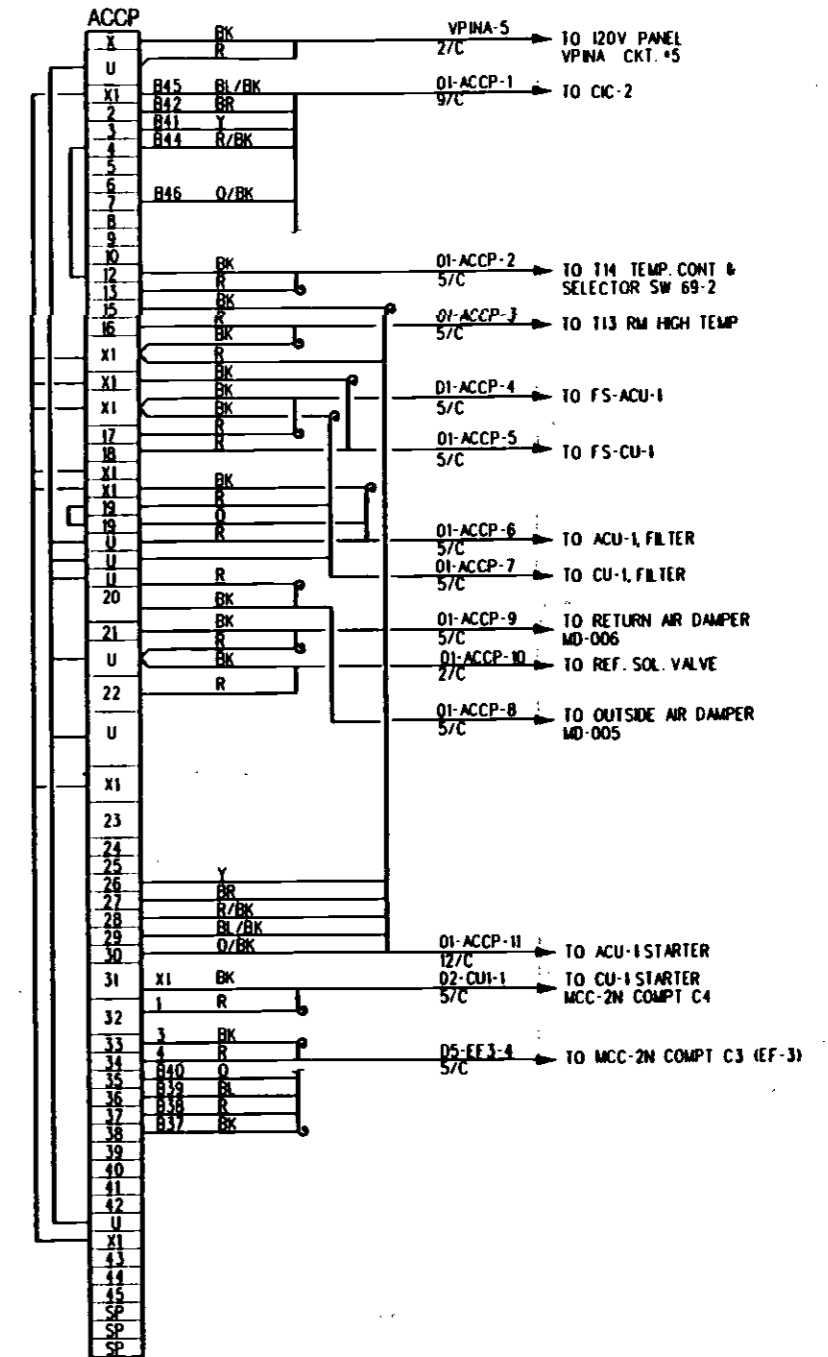 ACCP
X BK VPINA-5 TO 120V PANEL
R 2/C VPINA CKT. #5
U
X1 B45 BL/BK 01-ACCP-1 TO CIC-2
2 B42 BR 9/C
3 B41 Y
4 B44 R/BK
5
6
7 B46 O/BK
8
9
10
12 BK 01-ACCP-2 TO T14 TEMP. CONT &
13 R 5/C SELECTOR SW 69-2
15 BK
16 R 01-ACCP-3 TO T13 RM HIGH TEMP
BK 5/C
X1 R
X1 BK
X1 BK 01-ACCP-4 TO FS-ACU-1
BK 5/C
17 R
18 R 01-ACCP-5 TO FS-CU-1
X1 5/C
X1 BK
19 R
19 O
U R 01-ACCP-6 TO ACU-1, FILTER
U 5/C
U R 01-ACCP-7 TO CU-1, FILTER
20 BK 5/C
21 BK 01-ACCP-9 TO RETURN AIR DAMPER
R 5/C MD-006
U BK 01-ACCP-10 TO REF. SOL. VALVE
22 R 2/C
U 01-ACCP-8 TO OUTSIDE AIR DAMPER
5/C MD-005
X1
23
24
25
26 Y
27 BR
28 R/BK
29 BL/BK
30 O/BK 01-ACCP-11 TO ACU-1 STARTER
12/C
31 X1 BK D2-CU1-1 TO CU-1 STARTER
32 1 R 5/C MCC-2N COMPT C4
33 3 BK
34 4 R D5-EF3-4 TO MCC-2N COMPT C3 (EF-3)
35 B40 O 5/C
36 B39 BL
37 B38 R
38 B37 BK
39
40
41
42
U
X1
43
44
45
SP
SP
SP